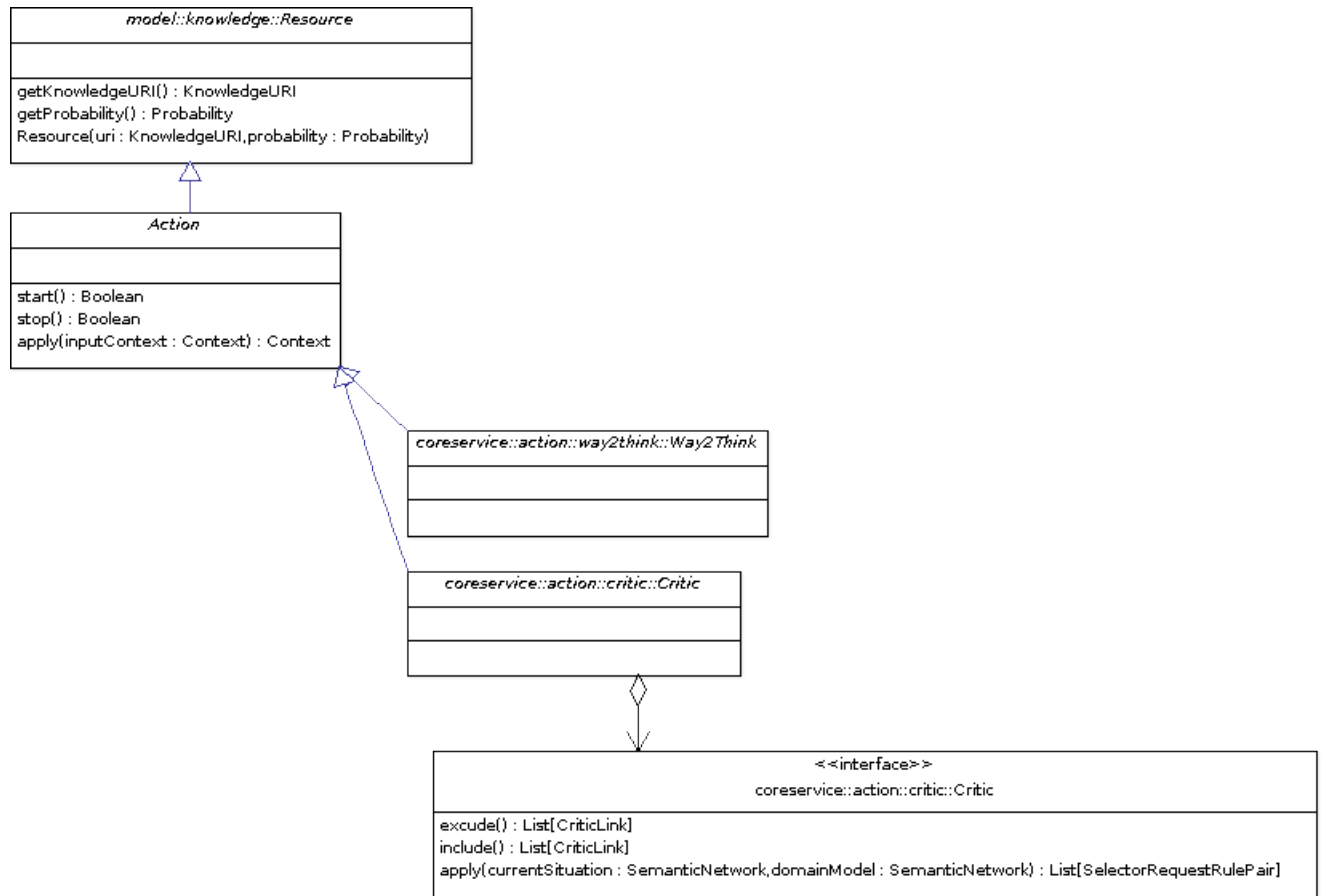 model::knowledge::Resource
getKnowledgeURI() : KnowledgeURI
getProbability() : Probability
Resource(uri : KnowledgeURI,probability : Probability)
Action
start() : Boolean
stop() : Boolean
apply(inputContext : Context) : Context
coreservice::action::way2think::Way2Think
coreservice::action::critic::Critic
<<interface>>
coreservice::action::critic::Critic
excude() : List[CriticLink]
include() : List[CriticLink]
apply(currentSituation : SemanticNetwork,domainModel : SemanticNetwork) : List[SelectorRequestRulePair]